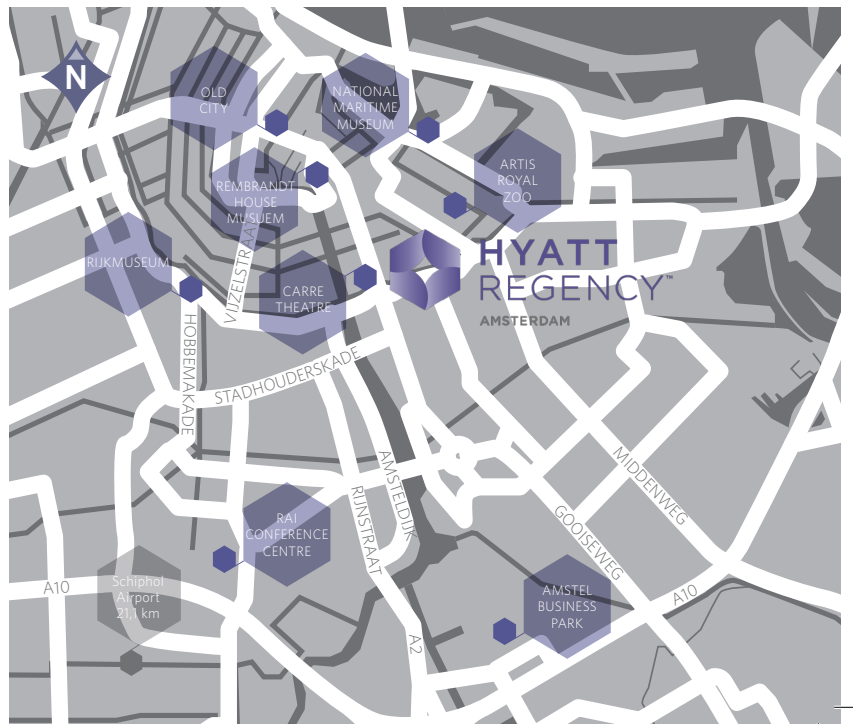 N
OLD
CITY
NATIONAL
MARITIME
MUSEUM
ARTIS
ROYAL
ZOO
REMBRANDT
HOUSE
MUSUEM
RIJKMUSEUM
VIJZELSTRAAT
CARRE
THEATRE
HYATT
REGENCY™
AMSTERDAM
HOBBEMAKADE
STADHOUDERSKADE
AMSTELDIJK
RIJNSTRAAT
MIDDENWEG
GOOISEWEG
RAI
CONFERENCE
CENTRE
A10
Schiphol
Airport
21,1 km
AMSTEL
BUSINESS
PARK
A10
A2